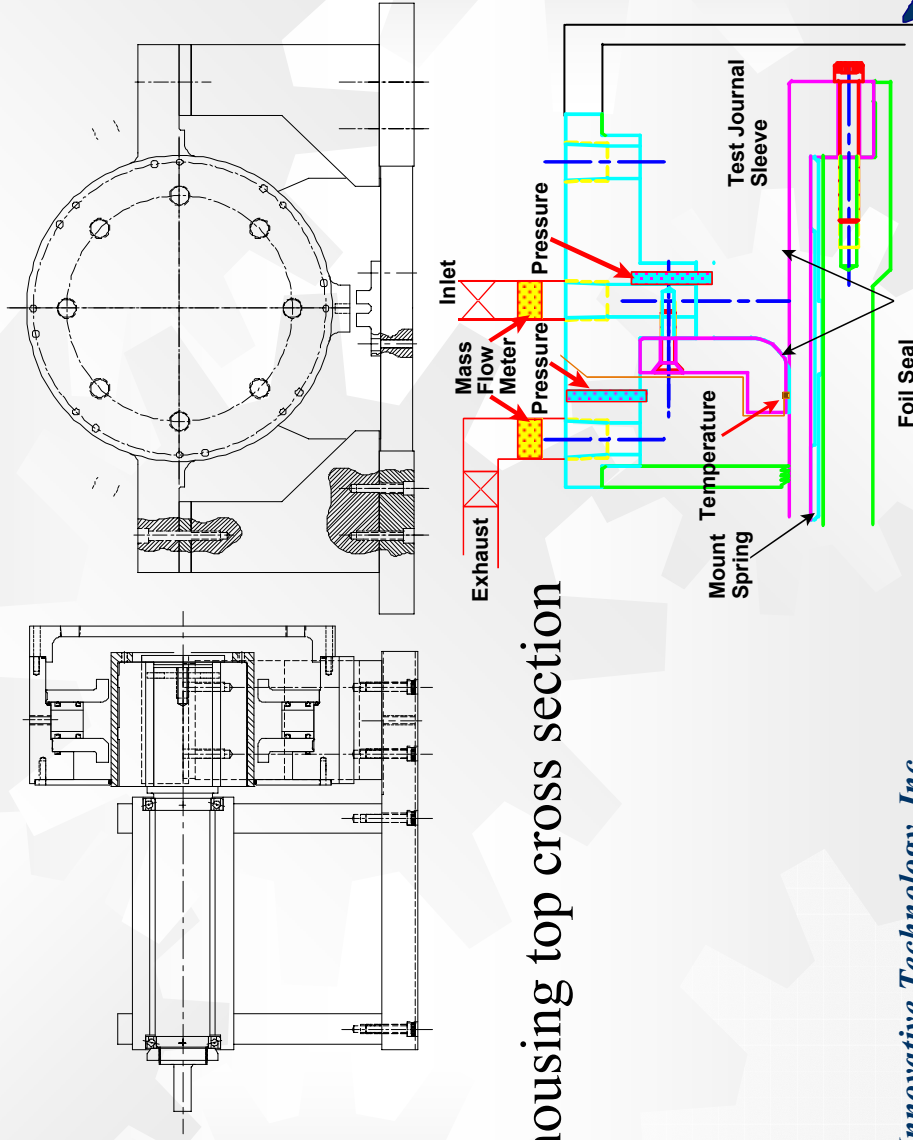 housing top cross section
Exhaust
Inlet
Mass
Flow
Meter
Pressure
Pressure
Temperature
Mount
Spring
Test Journal
Sleeve
Foil Seal
Innovative Technology, Inc